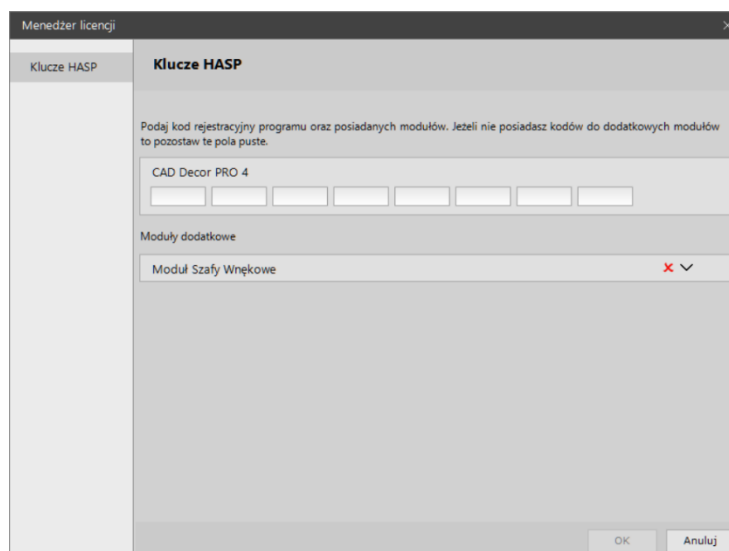 Menedżer licencji
Klucze HASP
Klucze HASP
Podaj kod rejestracyjny programu oraz posiadanych modułów. Jeżeli nie posiadasz kodów do dodatkowych modułów
to pozostaw te pola puste.
CAD Decor PRO 4
Moduły dodatkowe
Moduł Szafy Wnękowe
OK
Anuluj